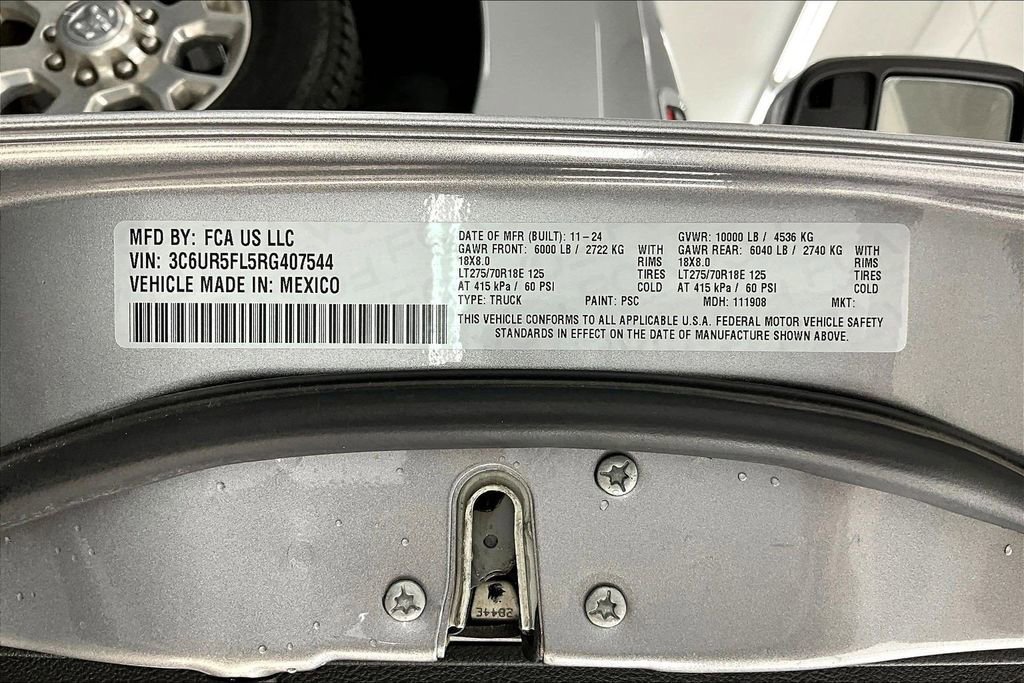 MFD BY: FCA US LLC
VIN: 3C6UR5FL5RG407544
VEHICLE MADE IN: MEXICO
DATE OF MFR (BUILT): 11-24 GVWR: 10000 LB / 4536 KG
GAWR FRONT: 6000 LB / 2722 KG WITH GAWR REAR: 6040 LB / 2740 KG WITH
18X8.0 RIMS 18X8.0 RIMS
LT275/70R18E 125 TIRES LT275/70R18E 125 TIRES
AT 415 kPa / 60 PSI COLD AT 415 kPa / 60 PSI COLD
TYPE: TRUCK PAINT: PSC MDH: 111908 MKT:
THIS VEHICLE CONFORMS TO ALL APPLICABLE U.S.A. FEDERAL MOTOR VEHICLE SAFETY
STANDARDS IN EFFECT ON THE DATE OF MANUFACTURE SHOWN ABOVE.
2D44E